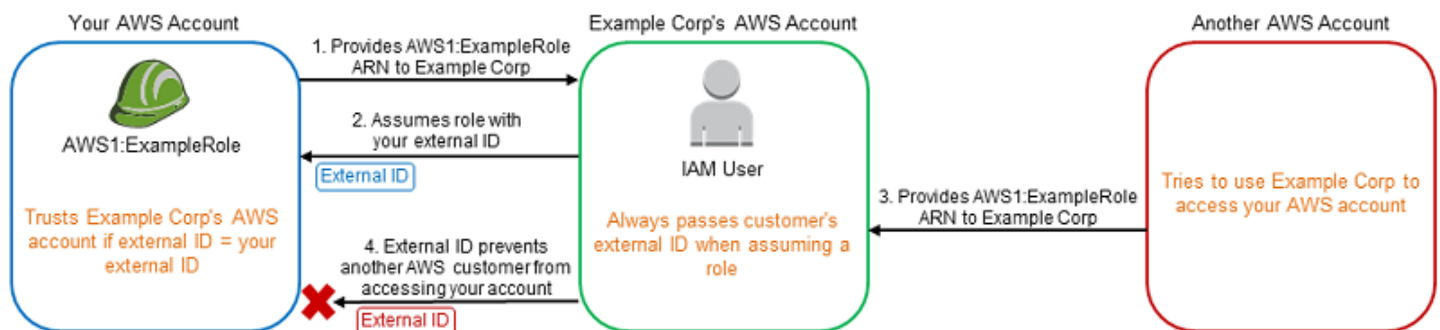 Your AWS Account
Example Corp's AWS Account
Another AWS Account
1. Provides AWS1:ExampleRole
ARN to Example Corp
AWS1:ExampleRole
2. Assumes role with
your external ID
External ID
IAM User
Trusts Example Corp's AWS
account if external ID = your
external ID
Always passes customer's
external ID when assuming a
role
3. Provides AWS1:ExampleRole
ARN to Example Corp
Tries to use Example Corp to
access your AWS account
4. External ID prevents
another AWS customer from
accessing your account
External ID